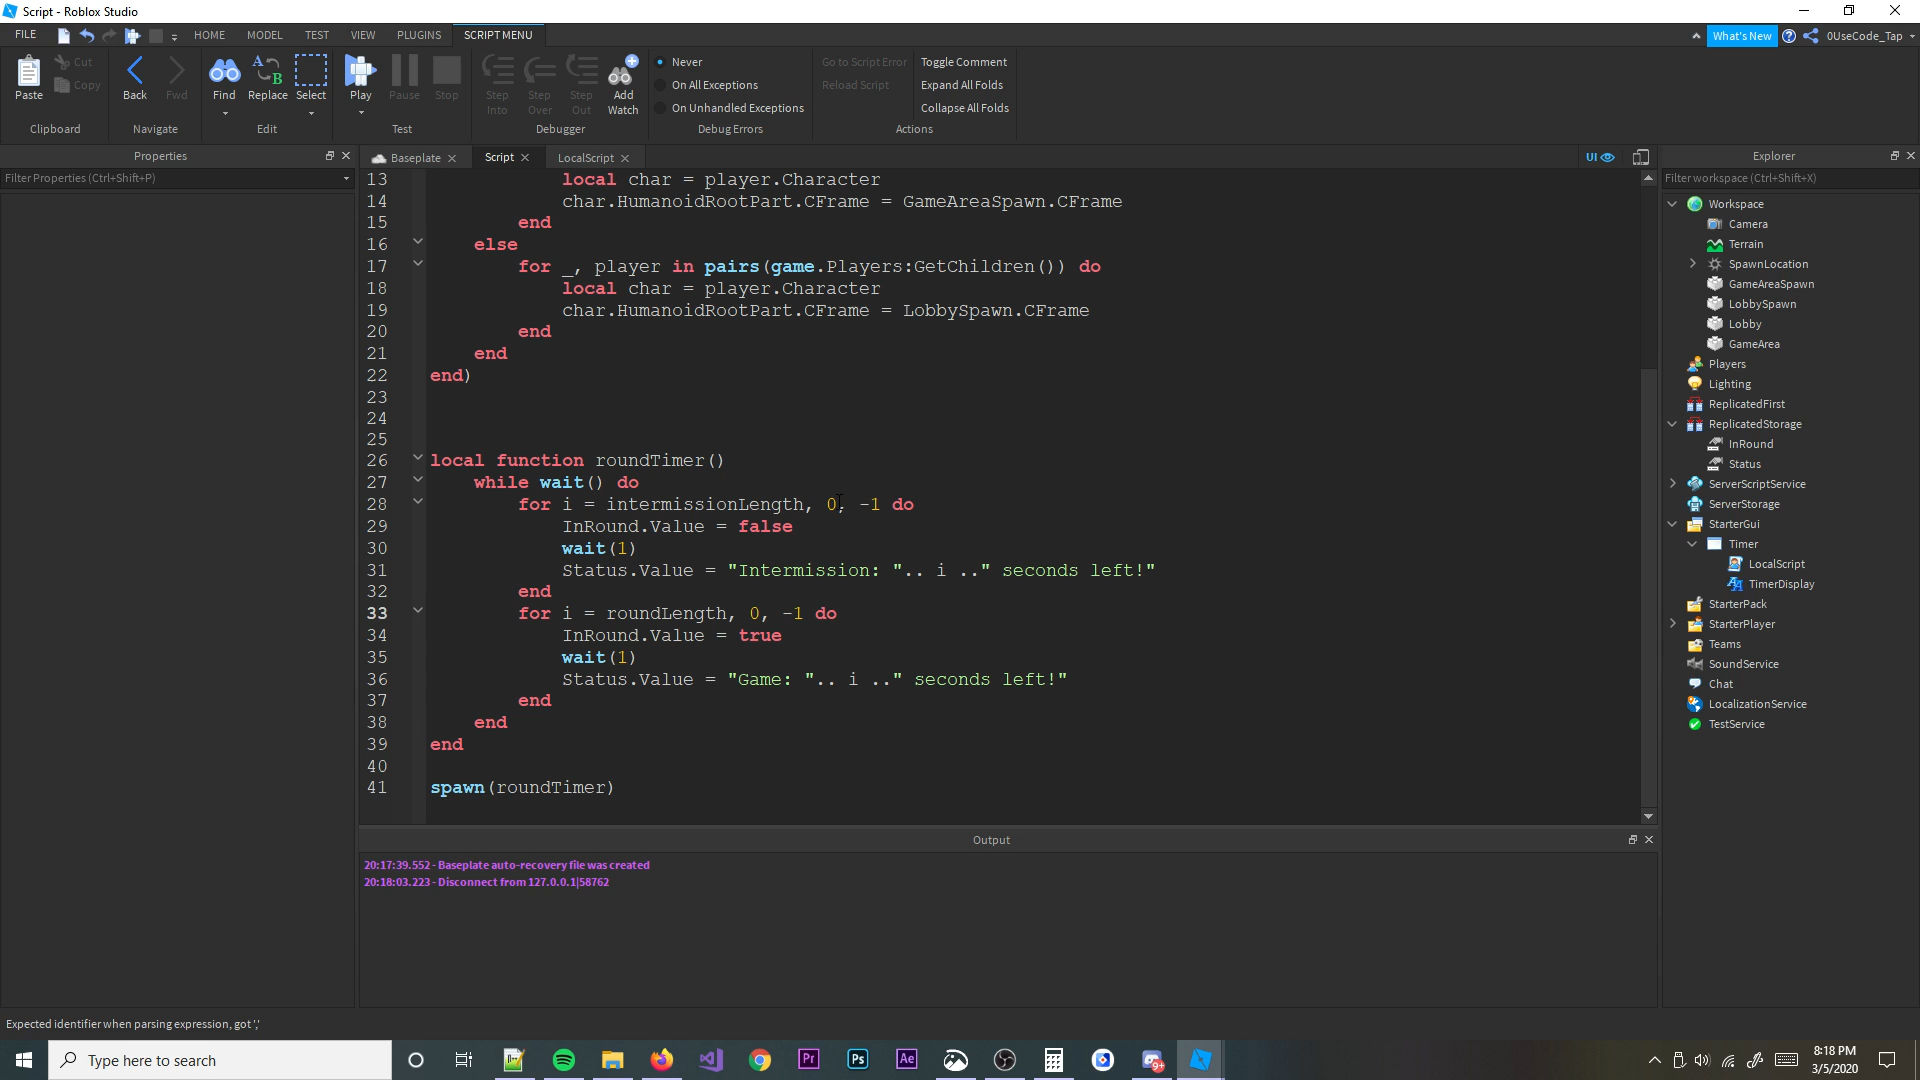 Script - Roblox Studio
FILE HOME MODEL TEST VIEW PLUGINS SCRIPT MENU What's New 0UseCode_Tap
Paste Cut Copy Back Fwd Find Replace Select Play Pause Stop Step Into Step Over Step Out Add Watch
Never
On All Exceptions
On Unhandled Exceptions
Go to Script Error
Reload Script
Toggle Comment
Expand All Folds
Collapse All Folds
Clipboard Navigate Edit Test Debugger Debug Errors Actions
Properties
Filter Properties (Ctrl+Shift+P)
Baseplate Script LocalScript UI
13 local char = player.Character
14 char.HumanoidRootPart.CFrame = GameAreaSpawn.CFrame
15 end
16 else
17 for _, player in pairs(game.Players:GetChildren()) do
18 local char = player.Character
19 char.HumanoidRootPart.CFrame = LobbySpawn.CFrame
20 end
21 end
22 end)
23
24
25
26 local function roundTimer()
27 while wait() do
28 for i = intermissionLength, 0, -1 do
29 InRound.Value = false
30 wait(1)
31 Status.Value = "Intermission: ".. i .." seconds left!"
32 end
33 for i = roundLength, 0, -1 do
34 InRound.Value = true
35 wait(1)
36 Status.Value = "Game: ".. i .." seconds left!"
37 end
38 end
39 end
40
41 spawn(roundTimer)
Output
20:17:39.552 - Baseplate auto-recovery file was created
20:18:03.223 - Disconnect from 127.0.0.1|58762
Explorer
Filter workspace (Ctrl+Shift+X)
Workspace
Camera
Terrain
SpawnLocation
GameAreaSpawn
LobbySpawn
Lobby
GameArea
Players
Lighting
ReplicatedFirst
ReplicatedStorage
InRound
Status
ServerScriptService
ServerStorage
StarterGui
Timer
LocalScript
TimerDisplay
StarterPack
StarterPlayer
Teams
SoundService
Chat
LocalizationService
TestService
Expected identifier when parsing expression, got ','
Type here to search
Pr Ps Ae
9+
8:18 PM
3/5/2020